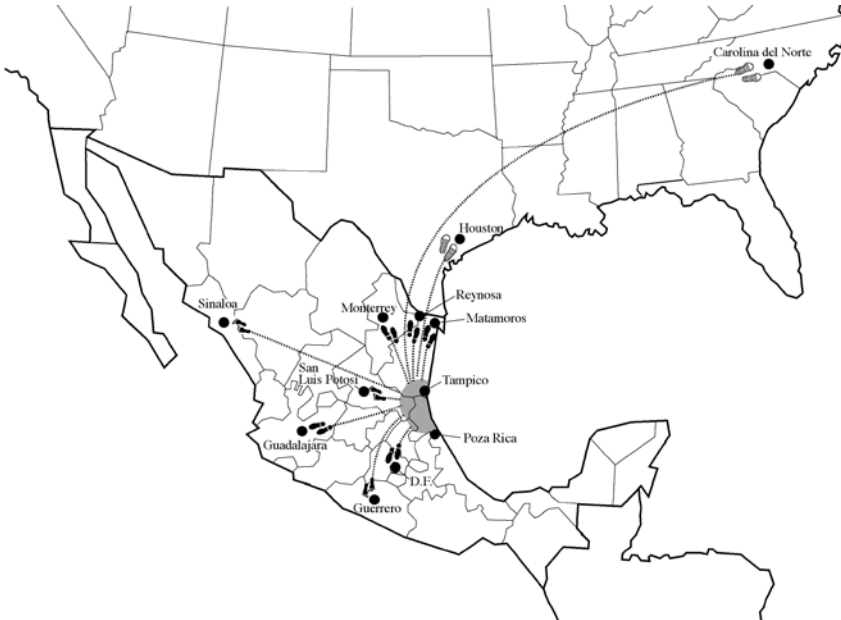 Carolina del Norte
Houston
Reynosa
Matamoros
Monterrey
Sinaloa
San
Luis Potosí
Tampico
Guadalajara
Poza Rica
D.F.
Guerrero